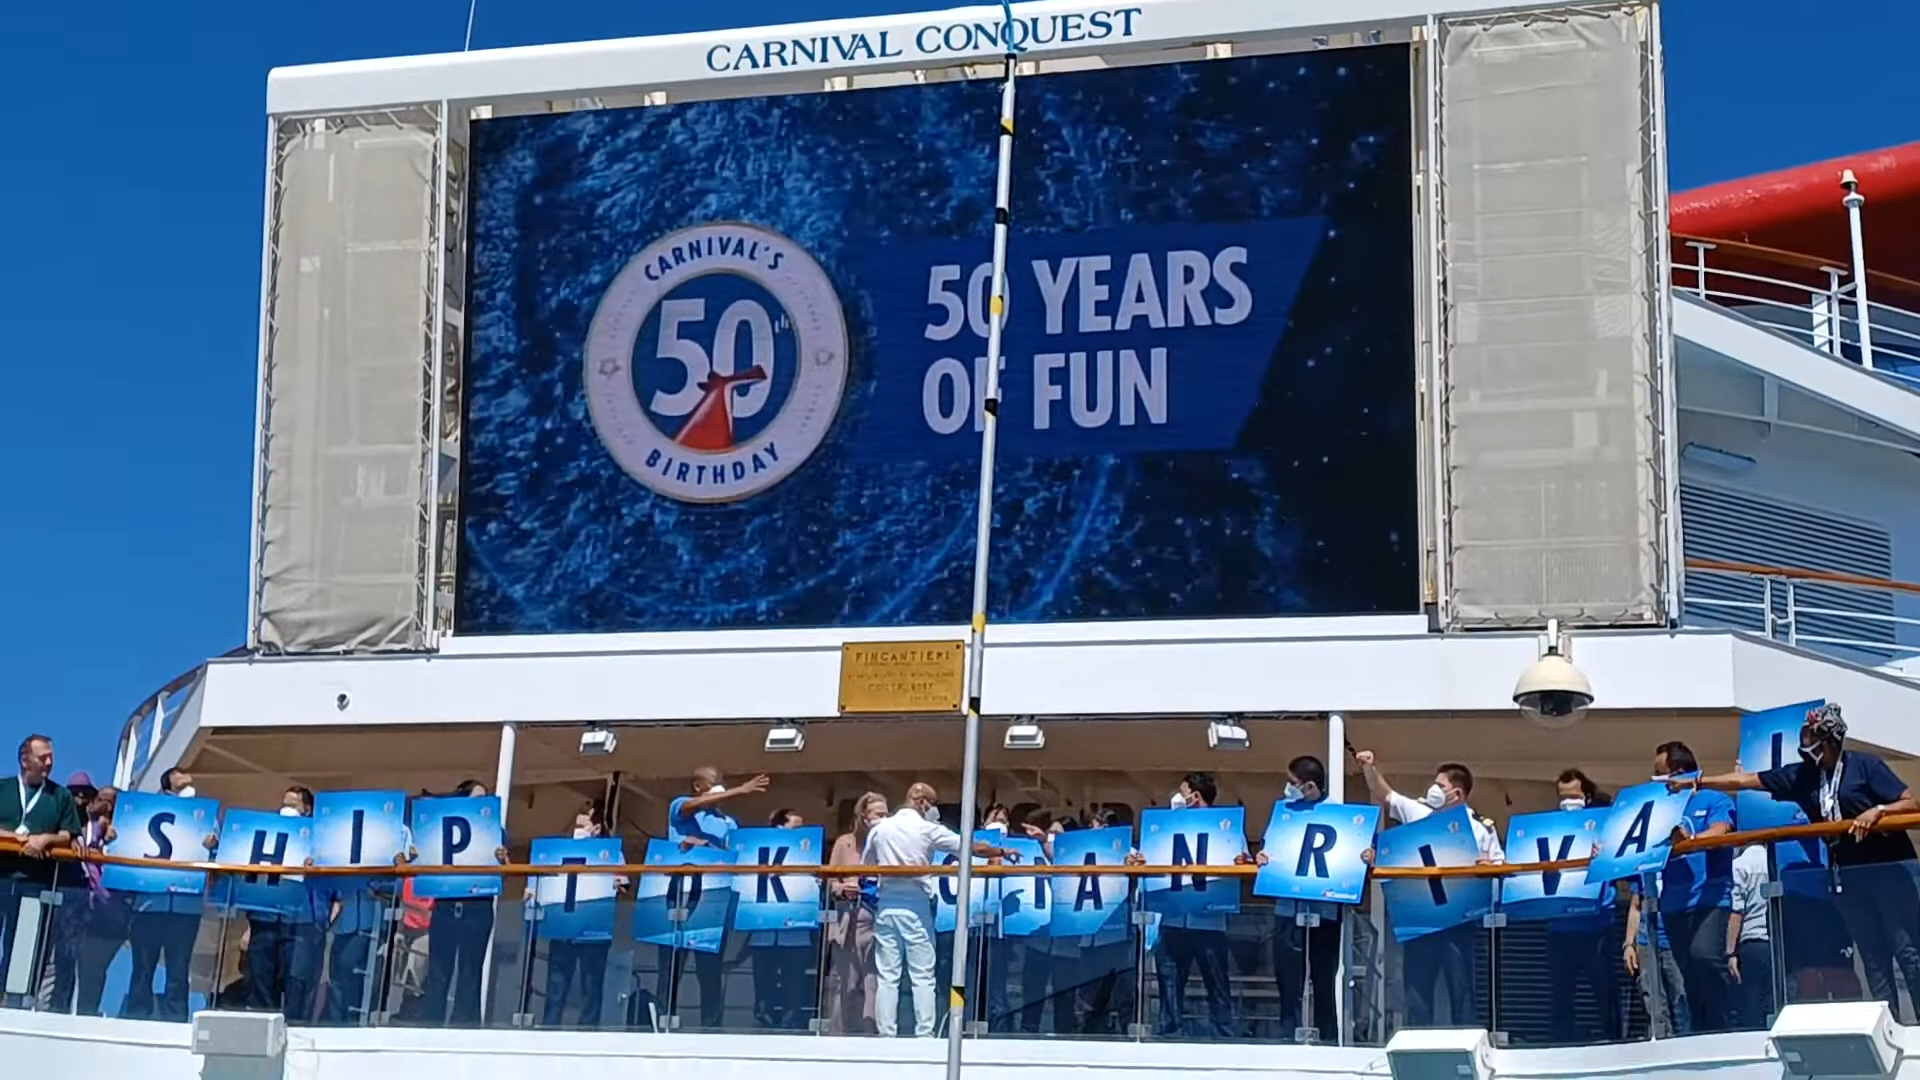 CARNIVAL CONQUEST
CARNIVAL'S
50th
BIRTHDAY
50 YEARS
OF FUN
FINCANTIERI
S H I P T O K C R A N R I V A L